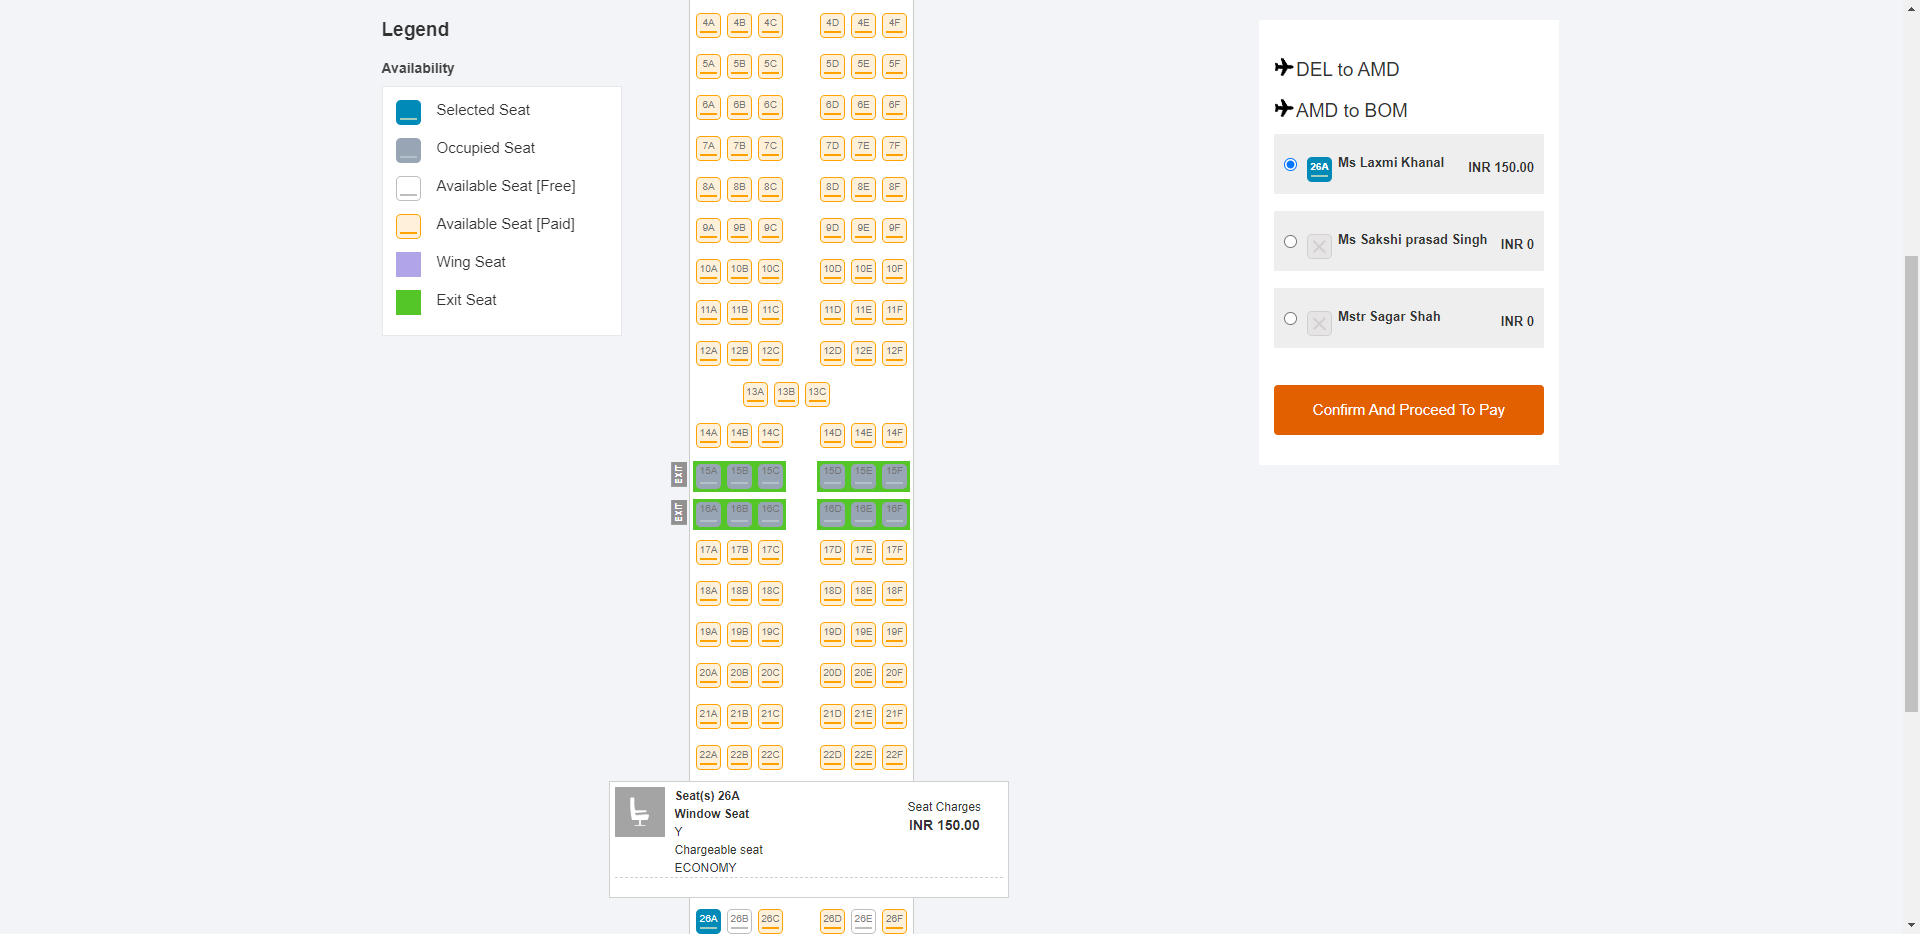 Legend
Availability
Selected Seat
Occupied Seat
Available Seat [Free]
Available Seat [Paid]
Wing Seat
Exit Seat
4A 4B 4C 4D 4E 4F
5A 5B 5C 5D 5E 5F
6A 6B 6C 6D 6E 6F
7A 7B 7C 7D 7E 7F
8A 8B 8C 8D 8E 8F
9A 9B 9C 9D 9E 9F
10A 10B 10C 10D 10E 10F
11A 11B 11C 11D 11E 11F
12A 12B 12C 12D 12E 12F
13A 13B 13C
14A 14B 14C 14D 14E 14F
EXIT 15A 15B 15C 15D 15E 15F
EXIT 16A 16B 16C 16D 16E 16F
17A 17B 17C 17D 17E 17F
18A 18B 18C 18D 18E 18F
19A 19B 19C 19D 19E 19F
20A 20B 20C 20D 20E 20F
21A 21B 21C 21D 21E 21F
22A 22B 22C 22D 22E 22F
Seat(s) 26A
Window Seat
Y
Chargeable seat
ECONOMY
Seat Charges
INR 150.00
26A 26B 26C 26D 26E 26F
DEL to AMD
AMD to BOM
26A Ms Laxmi Khanal INR 150.00
Ms Sakshi prasad Singh INR 0
Mstr Sagar Shah INR 0
Confirm And Proceed To Pay